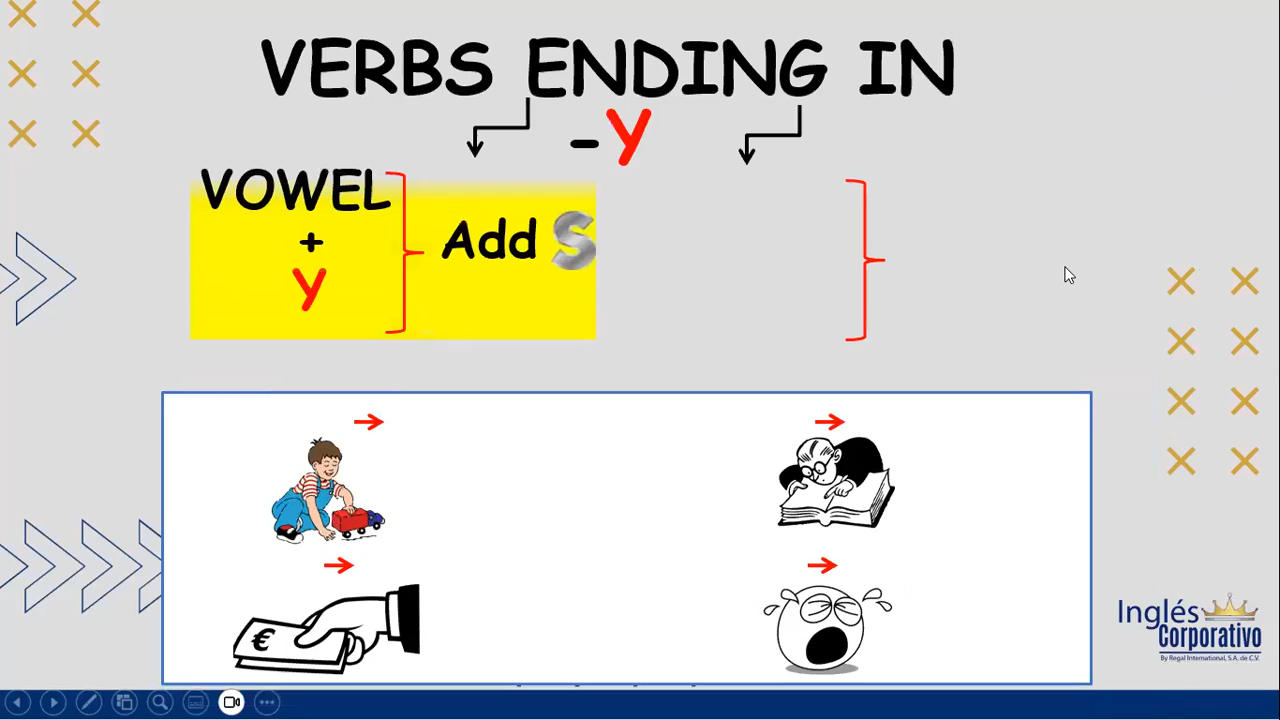 VERBS ENDING IN
-Y
VOWEL
+
Y
Add S
€
Inglés
Corporativo
By Regal International, S.A. de C.V.